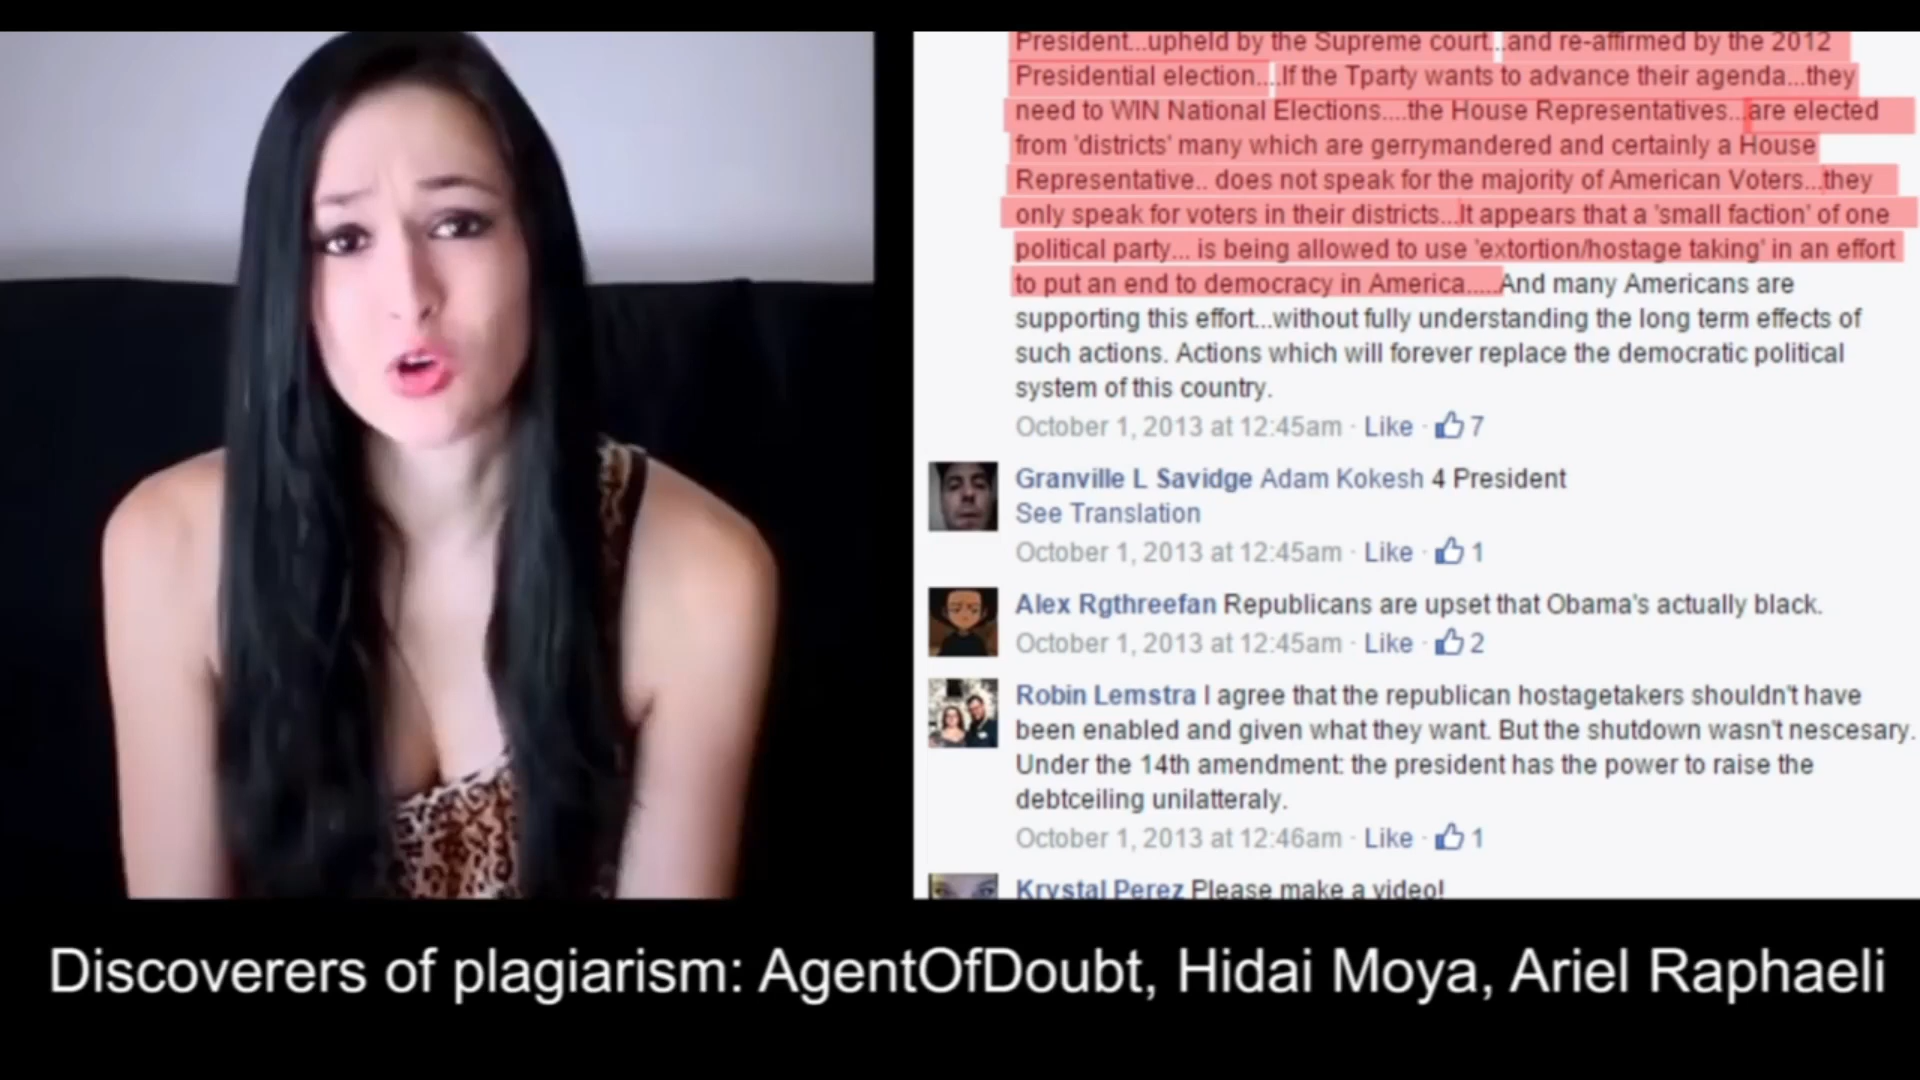 President...upheld by the Supreme court...and re-affirmed by the 2012
Presidential election....If the Tparty wants to advance their agenda...they
need to WIN National Elections....the House Representatives...are elected
from 'districts' many which are gerrymandered and certainly a House
Representative.. does not speak for the majority of American Voters...they
only speak for voters in their districts...It appears that a 'small faction' of one
political party... is being allowed to use 'extortion/hostage taking' in an effort
to put an end to democracy in America.....And many Americans are
supporting this effort...without fully understanding the long term effects of
such actions. Actions which will forever replace the democratic political
system of this country.
October 1, 2013 at 12:45am · Like · 7
Granville L Savidge Adam Kokesh 4 President
See Translation
October 1, 2013 at 12:45am · Like · 1
Alex Rgthreefan Republicans are upset that Obama's actually black.
October 1, 2013 at 12:45am · Like · 2
Robin Lemstra I agree that the republican hostagetakers shouldn't have
been enabled and given what they want. But the shutdown wasn't nescesary.
Under the 14th amendment: the president has the power to raise the
debtceiling unilatteraly.
October 1, 2013 at 12:46am · Like · 1
Krystal Perez Please make a video!
Discoverers of plagiarism: AgentOfDoubt, Hidai Moya, Ariel Raphaeli